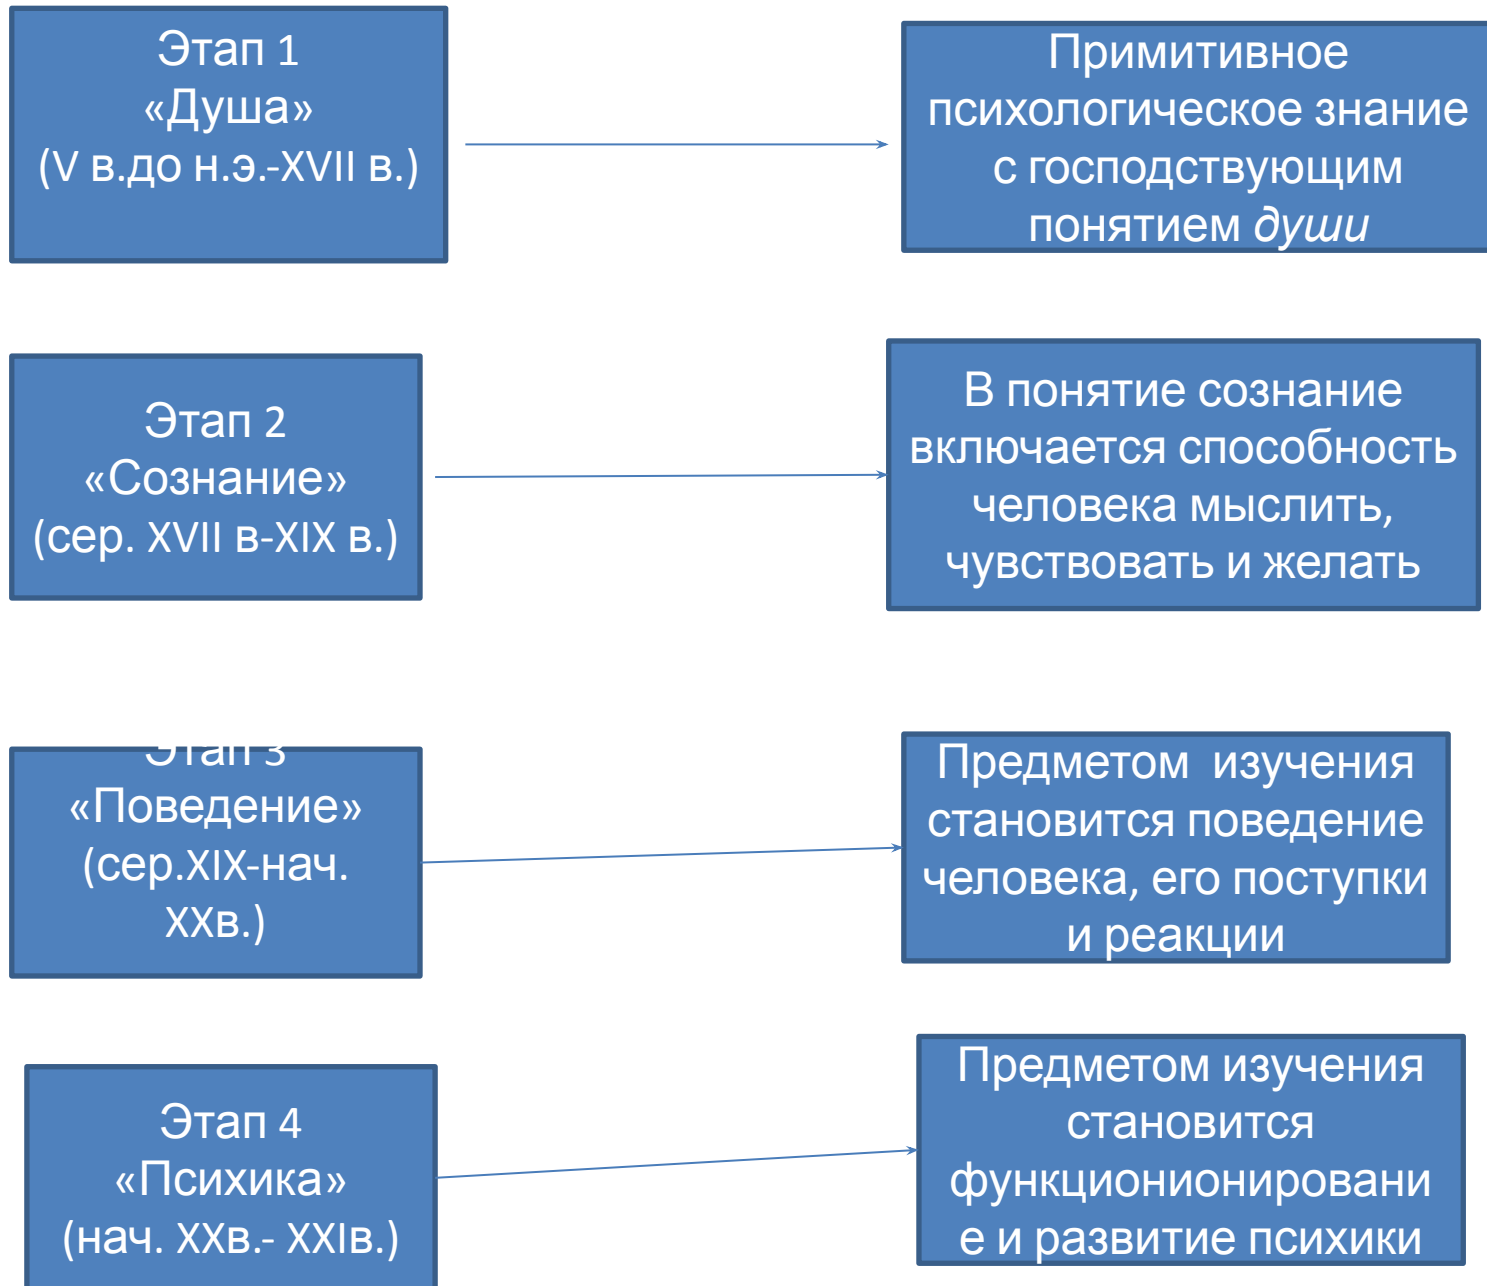 Этап 1
«Душа»
(V в.до н.э.-XVII в.)
Примитивное
психологическое знание
с господствующим
понятием души
Этап 2
«Сознание»
(сер. XVII в-XIX в.)
В понятие сознание
включается способность
человека мыслить,
чувствовать и желать
Этап 3
«Поведение»
(сер.XIX-нач.
XXв.)
Предметом изучения
становится поведение
человека, его поступки
и реакции
Этап 4
«Психика»
(нач. XXв.- XXIв.)
Предметом изучения
становится
функционионировани
е и развитие психики